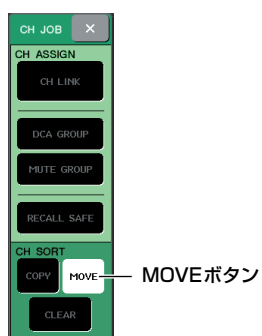 CH JOB ×
CH ASSIGN
CH LINK
DCA GROUP
MUTE GROUP
RECALL SAFE
CH SORT
COPY MOVE MOVEボタン
CLEAR